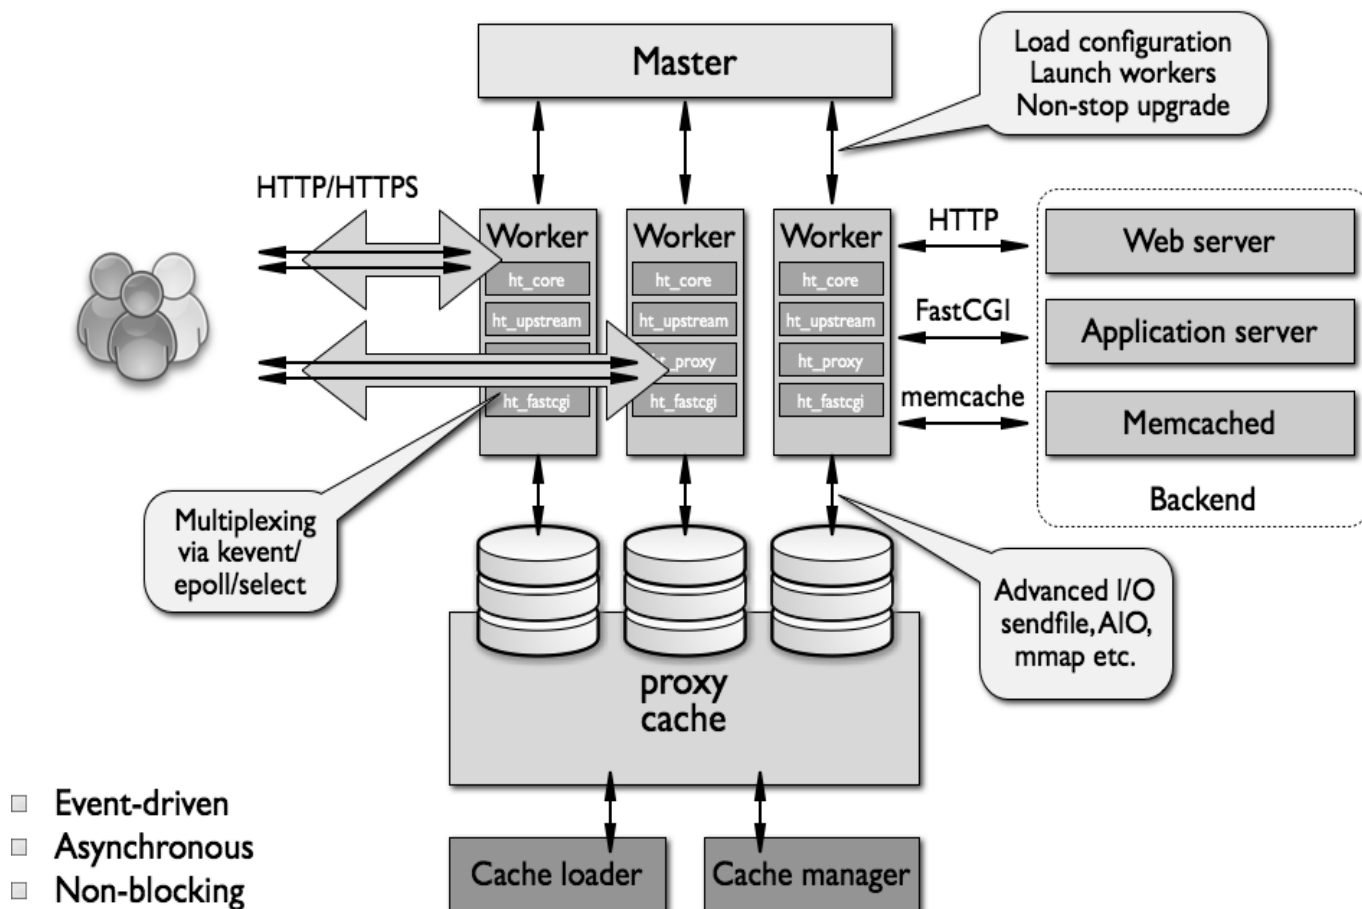 Master
Load configuration
Launch workers
Non-stop upgrade
HTTP/HTTPS
Worker
ht_core
ht_upstream
ht_fastcgi
Worker
ht_core
ht_upstream
ht_proxy
ht_fastcgi
Worker
ht_core
ht_upstream
ht_proxy
ht_fastcgi
HTTP
FastCGI
memcache
Web server
Application server
Memcached
Backend
Multiplexing
via kevent/
epoll/select
Advanced I/O
sendfile, AIO,
mmap etc.
proxy
cache
Cache loader
Cache manager
Event-driven
Asynchronous
Non-blocking